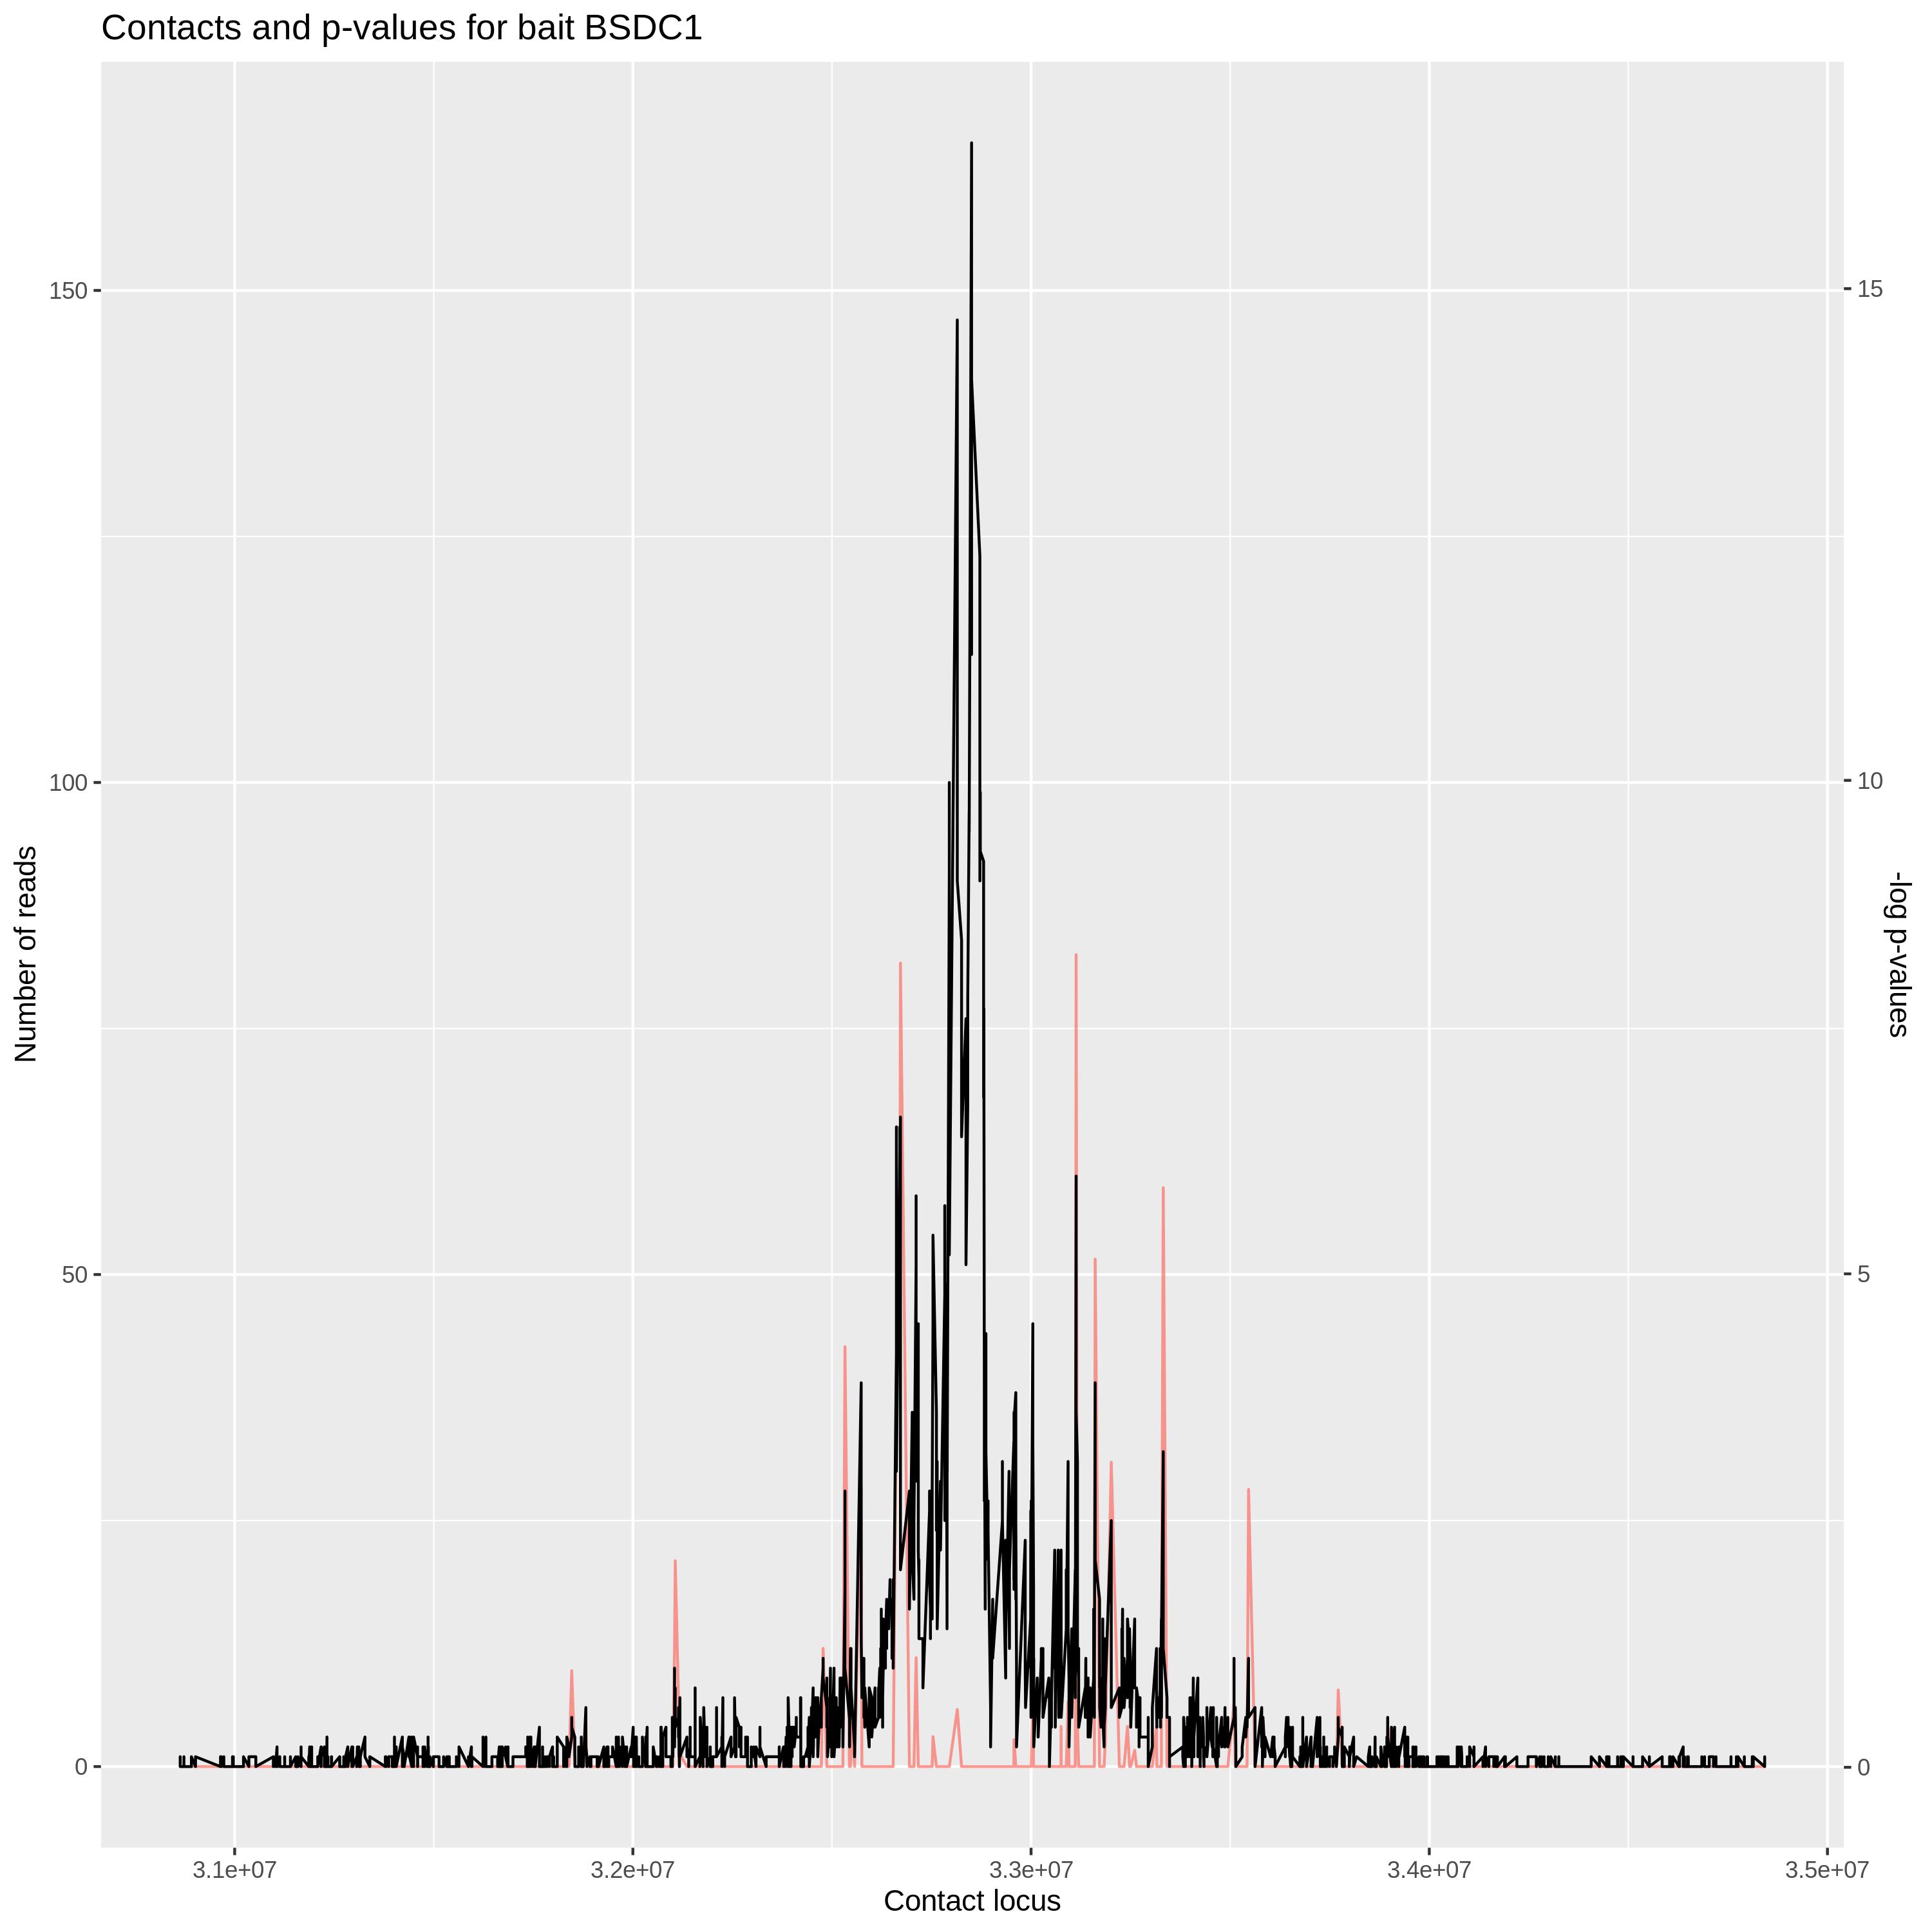 Contacts and p-values for bait BSDC1
150
100
50
0
15
10
5
0
Number of reads
-log p-values
3.1e+07 3.2e+07 3.3e+07 3.4e+07 3.5e+07
Contact locus